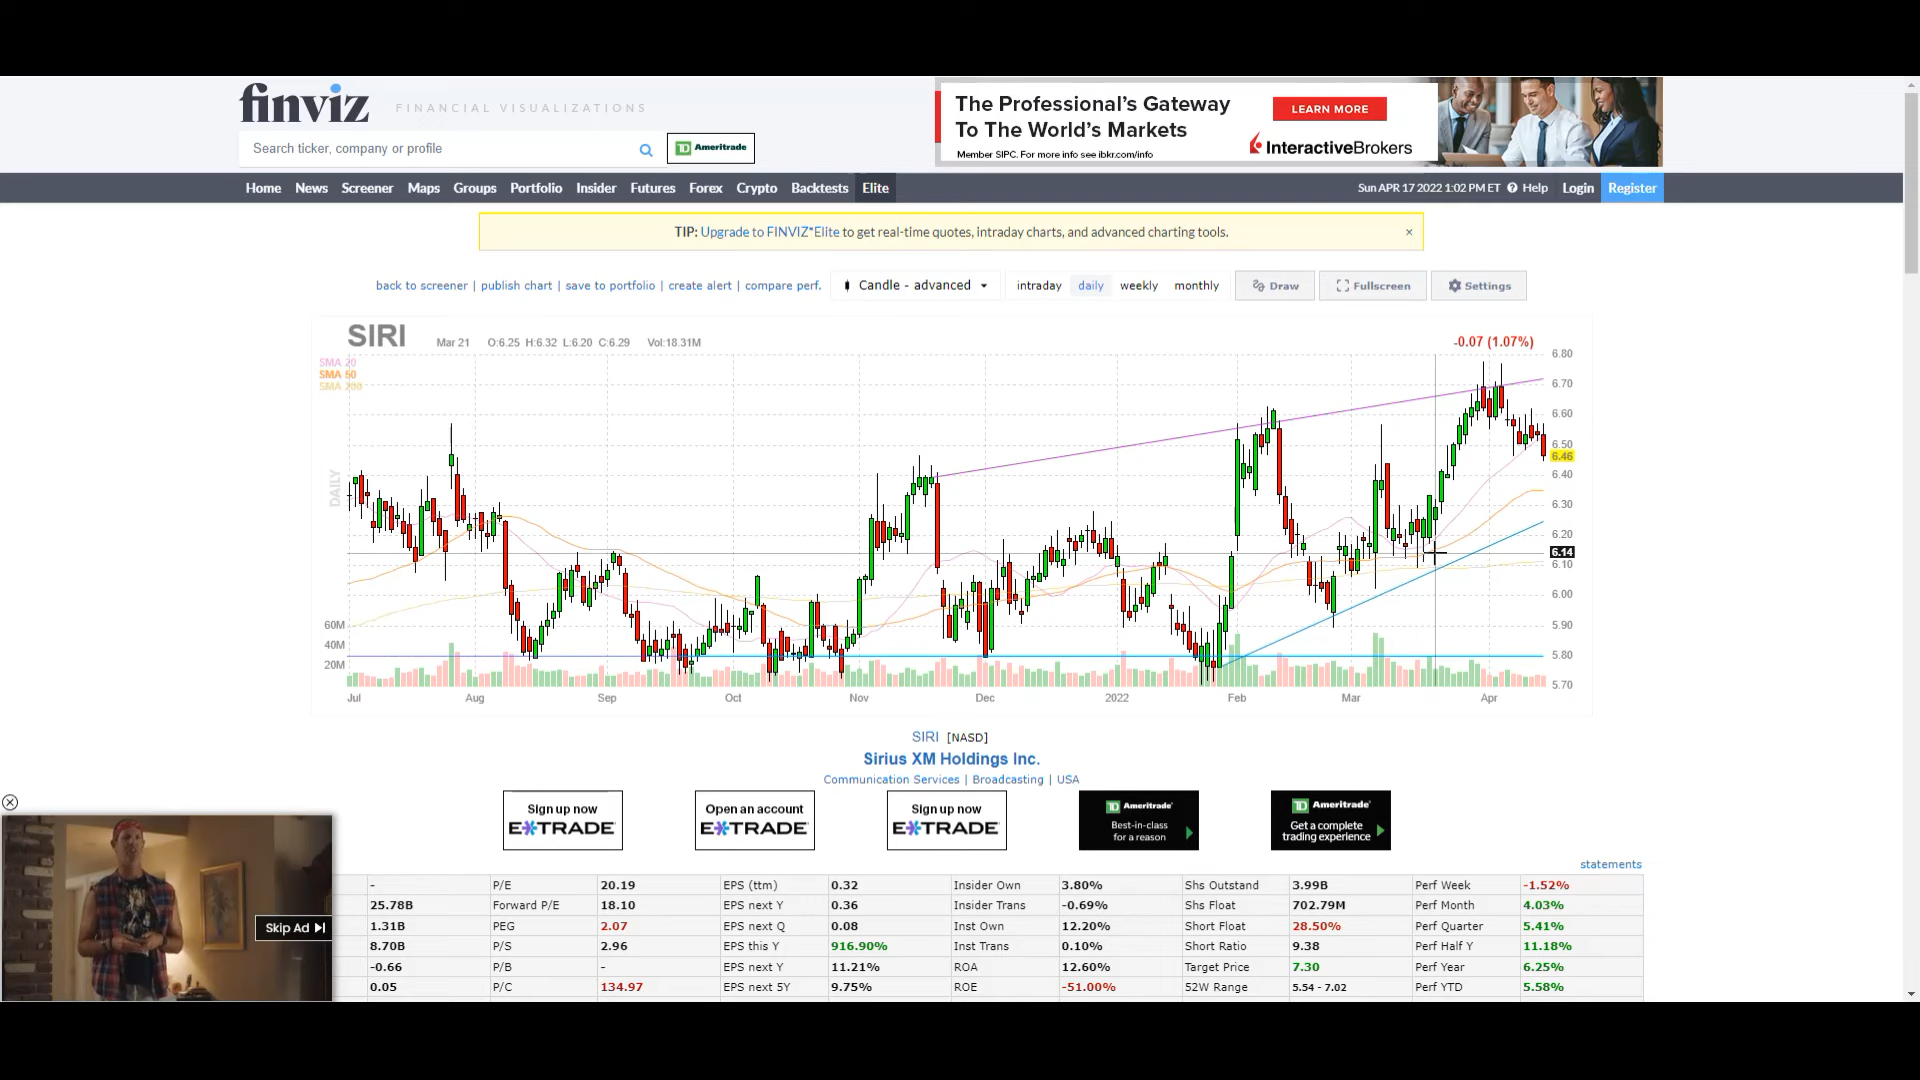 finviz FINANCIAL VISUALIZATIONS
The Professional's Gateway
To The World's Markets
LEARN MORE
InteractiveBrokers
Member SIPC. For more info see ibkr.com/info
Search ticker, company or profile
TD Ameritrade
Home News Screener Maps Groups Portfolio Insider Futures Forex Crypto Backtests Elite
Sun APR 17 2022 1:02 PM ET Help Login Register
TIP: Upgrade to FINVIZ*Elite to get real-time quotes, intraday charts, and advanced charting tools. ×
back to screener | publish chart | save to portfolio | create alert | compare perf. Candle - advanced intraday daily weekly monthly Draw Fullscreen Settings
SIRI Mar 21 O:6.25 H:6.32 L:6.20 C:6.29 Vol:18.31M -0.07 (1.07%)
SMA 20
SMA 50
SMA 200
DAILY
6.80
6.70
6.60
6.50
6.46
6.40
6.30
6.20
6.14
6.10
6.00
5.90
5.80
5.70
60M
40M
20M
Jul Aug Sep Oct Nov Dec 2022 Feb Mar Apr
SIRI [NASD]
Sirius XM Holdings Inc.
Communication Services | Broadcasting | USA
Sign up now
E*TRADE
Open an account
E*TRADE
Sign up now
E*TRADE
TD Ameritrade
Best-in-class
for a reason
TD Ameritrade
Get a complete
trading experience
statements
- P/E 20.19 EPS (ttm) 0.32 Insider Own 3.80% Shs Outstand 3.99B Perf Week -1.52%
25.78B Forward P/E 18.10 EPS next Y 0.36 Insider Trans -0.69% Shs Float 702.79M Perf Month 4.03%
1.31B PEG 2.07 EPS next Q 0.08 Inst Own 12.20% Short Float 28.50% Perf Quarter 5.41%
8.70B P/S 2.96 EPS this Y 916.90% Inst Trans 0.10% Short Ratio 9.38 Perf Half Y 11.18%
-0.66 P/B - EPS next Y 11.21% ROA 12.60% Target Price 7.30 Perf Year 6.25%
0.05 P/C 134.97 EPS next 5Y 9.75% ROE -51.00% 52W Range 5.54 - 7.02 Perf YTD 5.58%
Skip Ad